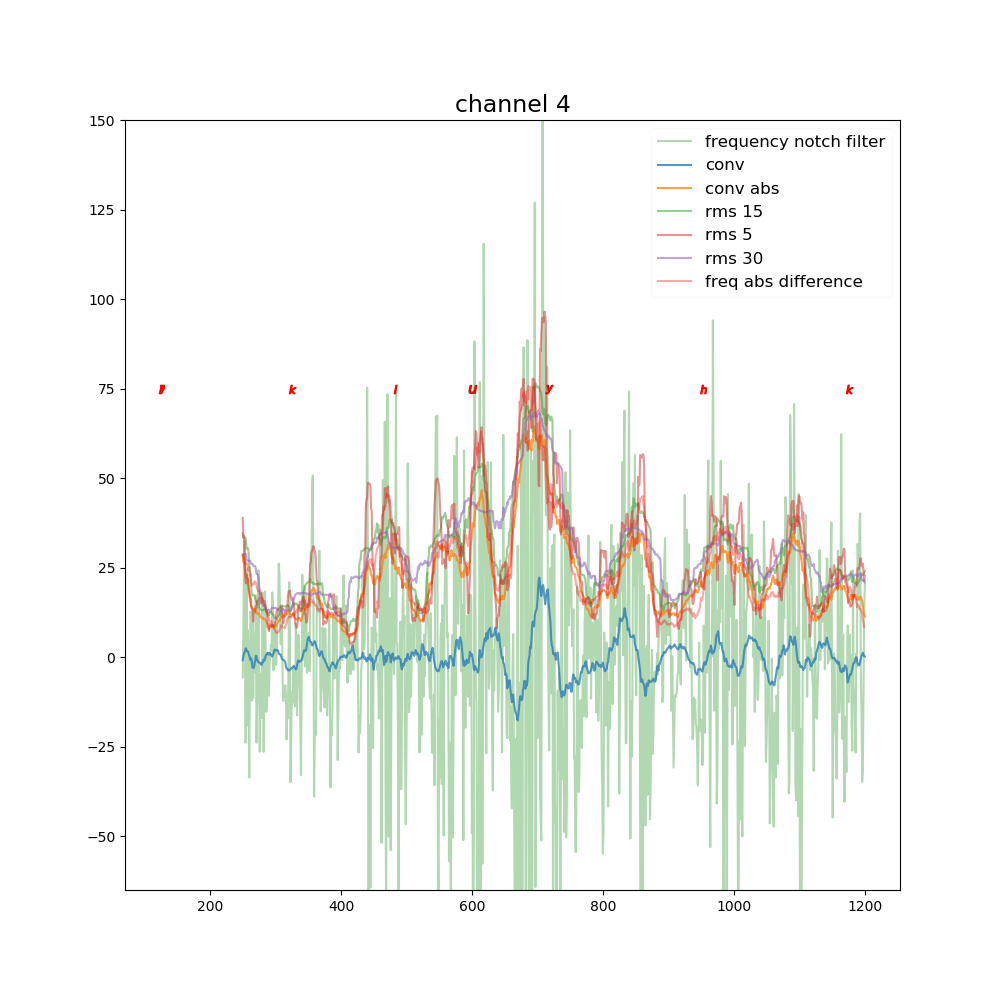 channel 4
150
125
100
75
50
25
0
−25
−50
frequency notch filter
conv
conv abs
rms 15
rms 5
rms 30
freq abs difference
k l u y h k
200 400 600 800 1000 1200